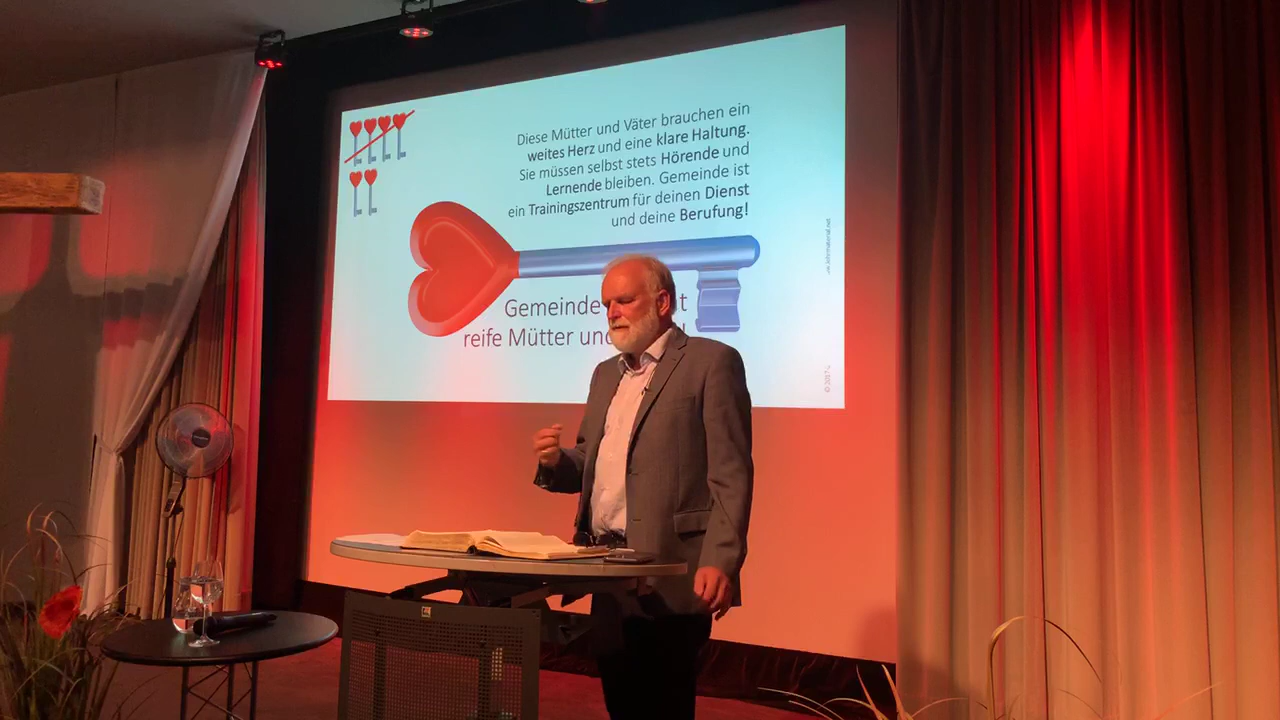 Diese Mütter und Väter brauchen ein
weites Herz und eine klare Haltung.
Sie müssen selbst stets Hörende und
Lernende bleiben. Gemeinde ist
ein Trainingszentrum für deinen Dienst
und deine Berufung!
Gemeinde
reife Mütter und